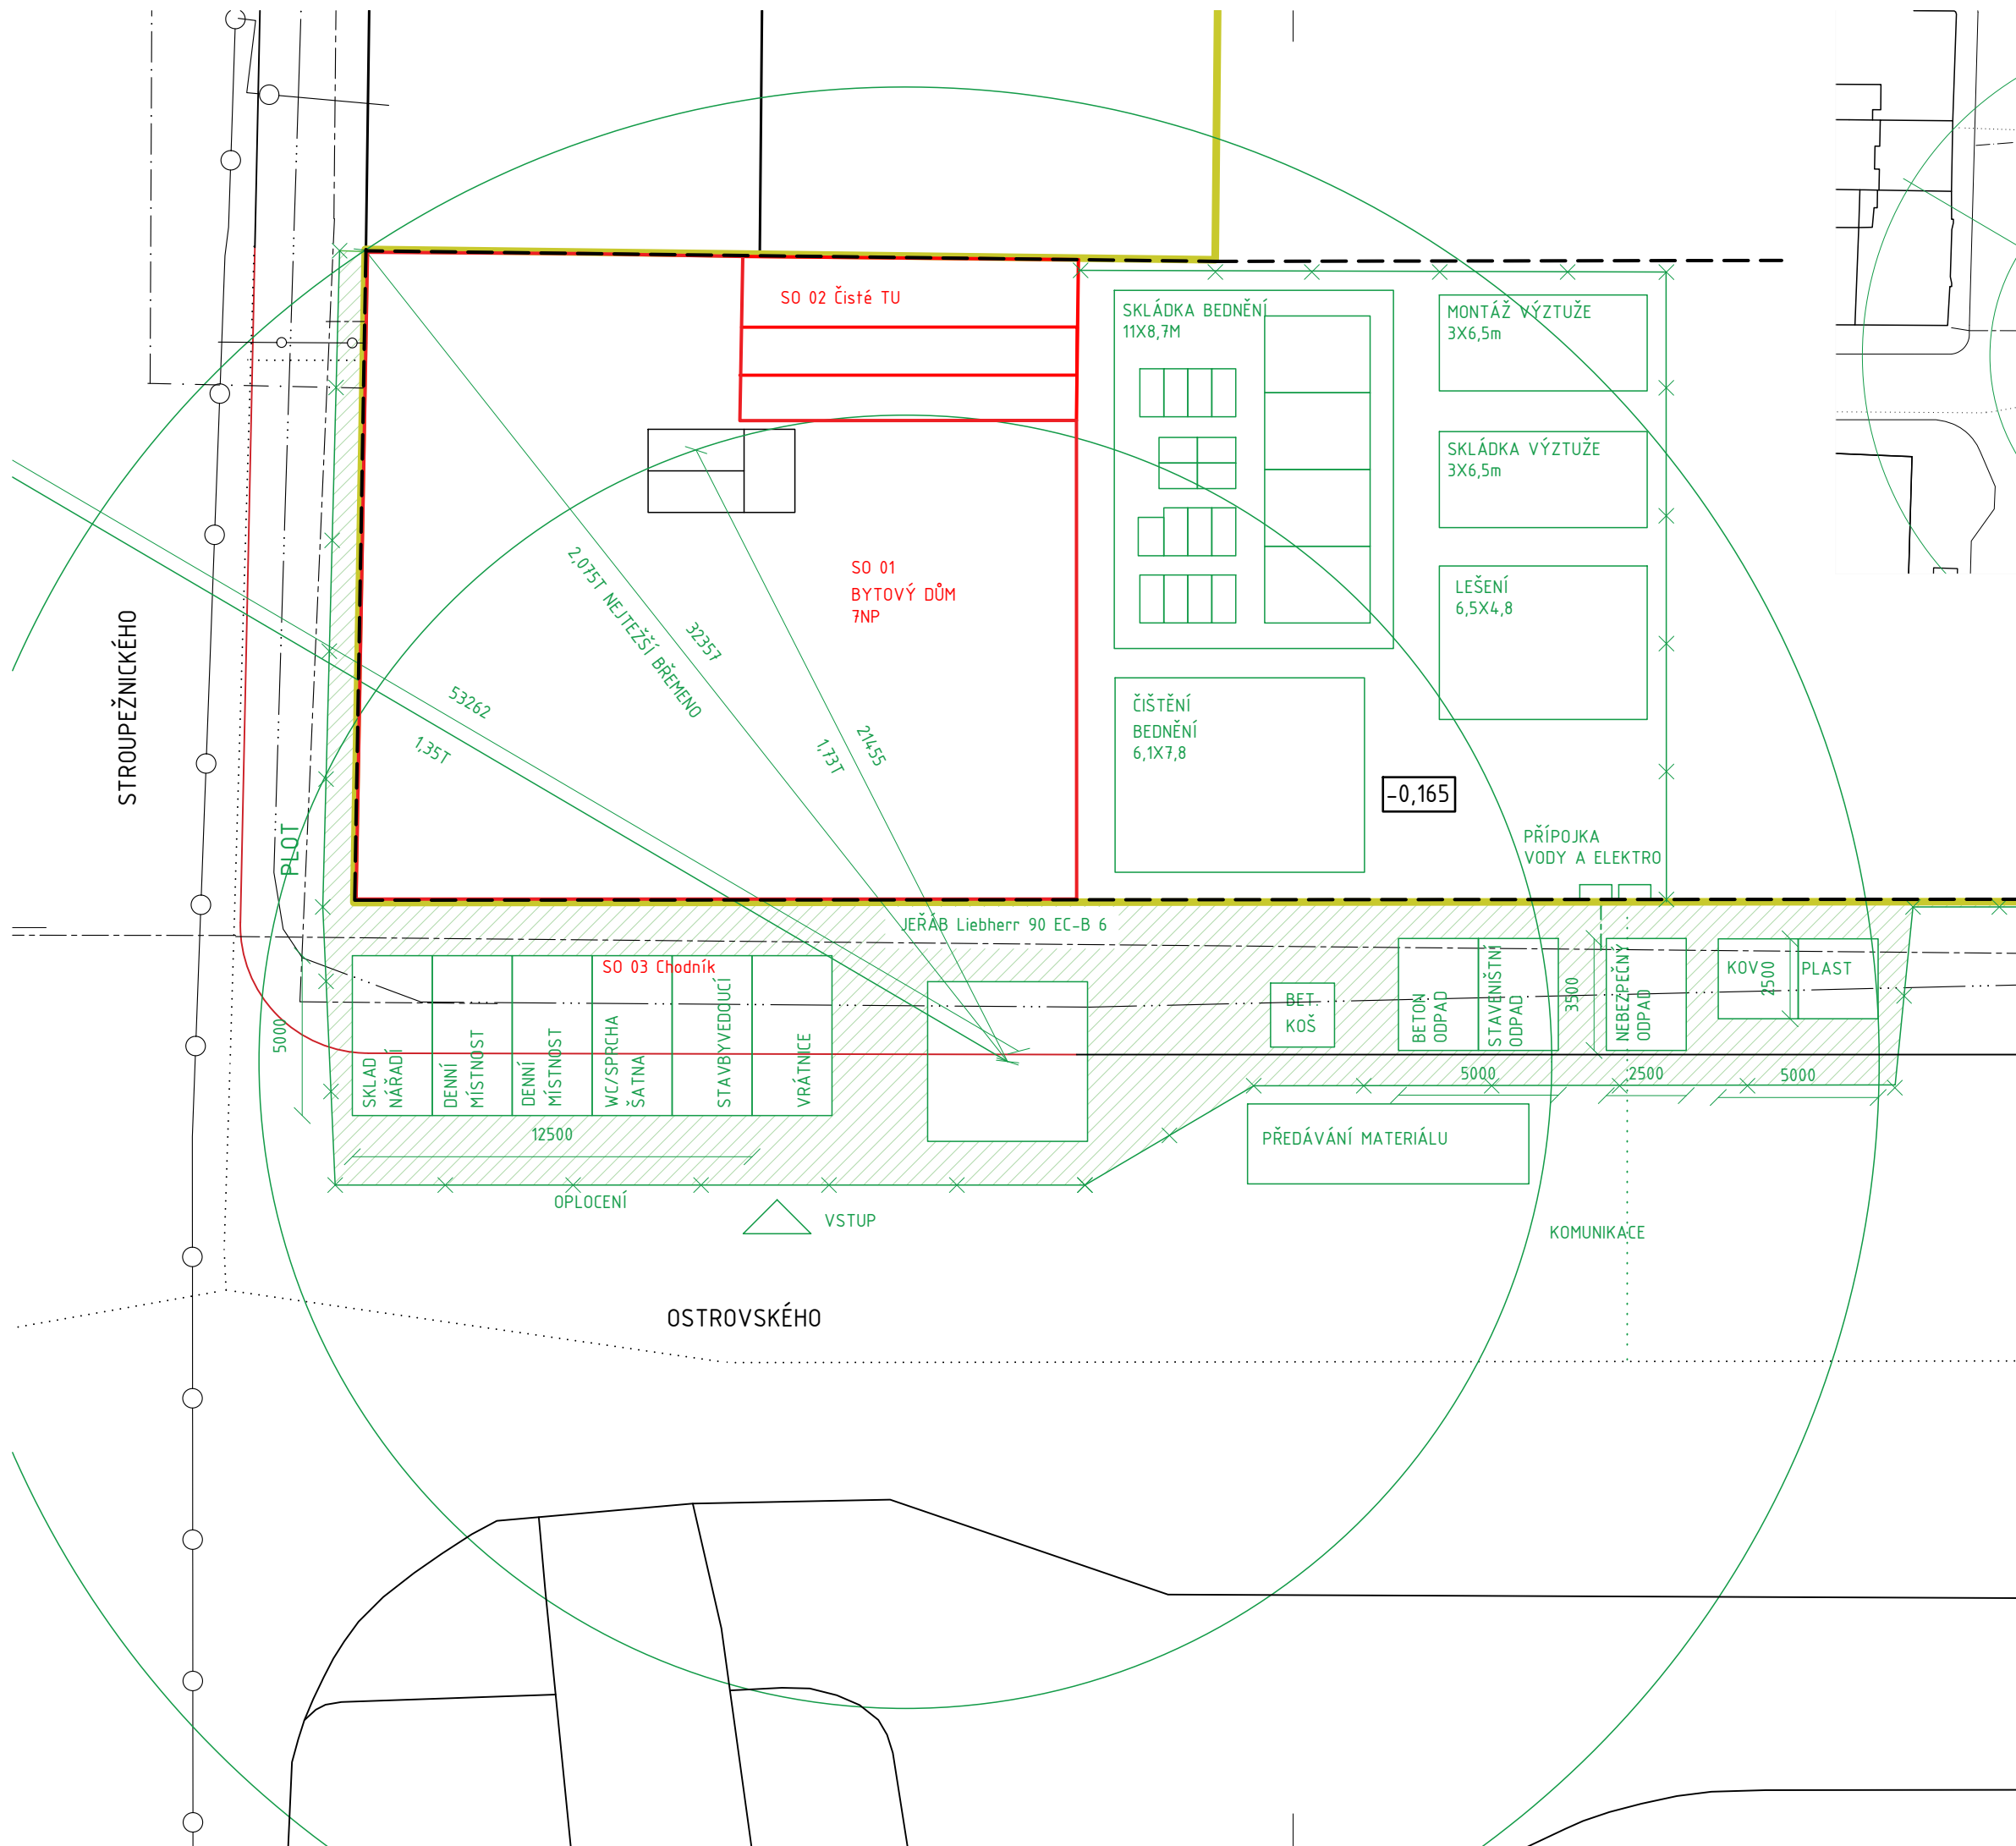 SO 02 Čisté TU
SKLÁDKA BEDNĚNÍ
11X8,7M
MONTÁŽ VÝZTUŽE
3X6,5m
SKLÁDKA VÝZTUŽE
3X6,5m
LEŠENÍ
6,5X4,8
SO 01
BYTOVÝ DŮM
7NP
2,075T NEJTEŽŠÍ BŘEMENO
32357
53262
1,35T
21455
1,73T
STROUPEŽNICKÉHO
PLOT
ČIŠTĚNÍ
BEDNĚNÍ
6,1X7,8
-0,165
PŘÍPOJKA
VODY A ELEKTRO
JEŘÁB Liebherr 90 EC-B 6
SO 03 Chodník
5000
SKLAD
NÁŘADÍ
DENNÍ
MÍSTNOST
DENNÍ
MÍSTNOST
WC/SPRCHA
ŠATNA
STAVBYVEDOUCÍ
VRÁTNICE
12500
BET.
KOŠ
BETON
ODPAD
STAVENIŠTNÍ
ODPAD
3500
NEBEZPEČNÝ
ODPAD
KOV
2500
PLAST
5000
2500
5000
PŘEDÁVÁNÍ MATERIÁLU
OPLOCENÍ
VSTUP
KOMUNIKACE
OSTROVSKÉHO